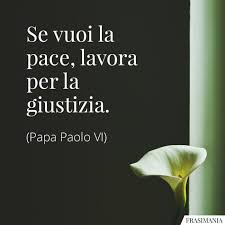 Se vuoi la
pace, lavora
per la
giustizia.
(Papa Paolo VI)
FRASIMANIA